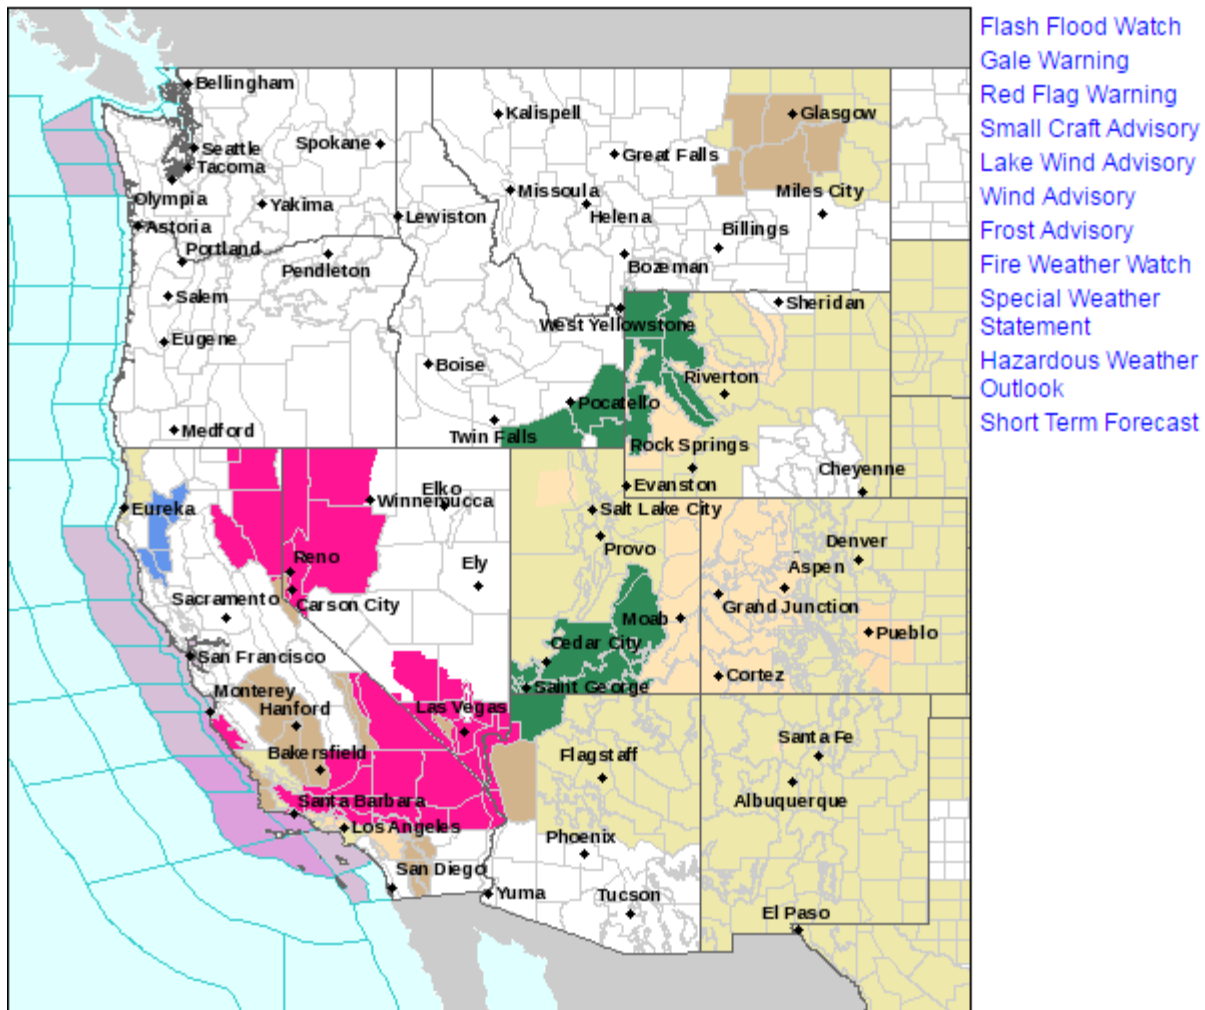 Bellingham
Seattle
Tacoma
Spokane
Olympia
Yakima
Astoria
Lewiston
Portland
Pendleton
Salem
Eugene
Medford
Kalispell
Great Falls
Glasgow
Missoula
Helena
Miles City
Billings
Bozeman
West Yellowstone
Sheridan
Boise
Pocatello
Twin Falls
Riverton
Rock Springs
Cheyenne
Evanston
Eureka
Elko
Winnemucca
Salt Lake City
Provo
Reno
Ely
Denver
Aspen
Sacramento
Carson City
Grand Junction
Moab
Pueblo
San Francisco
Cedar City
Cortez
Monterey
Saint George
Hanford
Las Vegas
Bakersfield
Flagstaff
Santa Fe
Albuquerque
Santa Barbara
Los Angeles
Phoenix
San Diego
Yuma
Tucson
El Paso
Flash Flood Watch
Gale Warning
Red Flag Warning
Small Craft Advisory
Lake Wind Advisory
Wind Advisory
Frost Advisory
Fire Weather Watch
Special Weather
Statement
Hazardous Weather
Outlook
Short Term Forecast